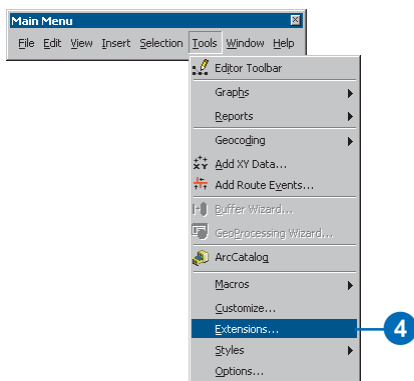 Main Menu
File Edit View Insert Selection Tools Window Help
Editor Toolbar
Graphs
Reports
Geocoding
Add XY Data...
Add Route Events...
Buffer Wizard...
GeoProcessing Wizard...
ArcCatalog
Macros
Customize...
Extensions...
4
Styles
Options...